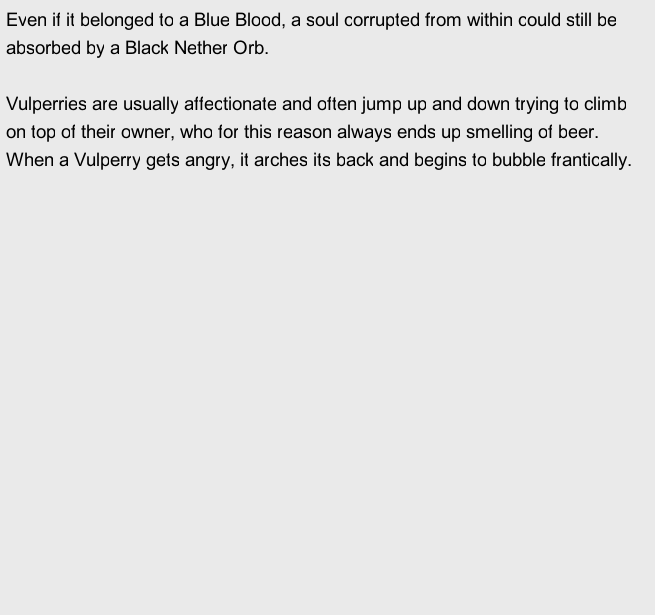 Even if it belonged to a Blue Blood, a soul corrupted from within could still be
absorbed by a Black Nether Orb.

Vulperries are usually affectionate and often jump up and down trying to climb
on top of their owner, who for this reason always ends up smelling of beer.
When a Vulperry gets angry, it arches its back and begins to bubble frantically.